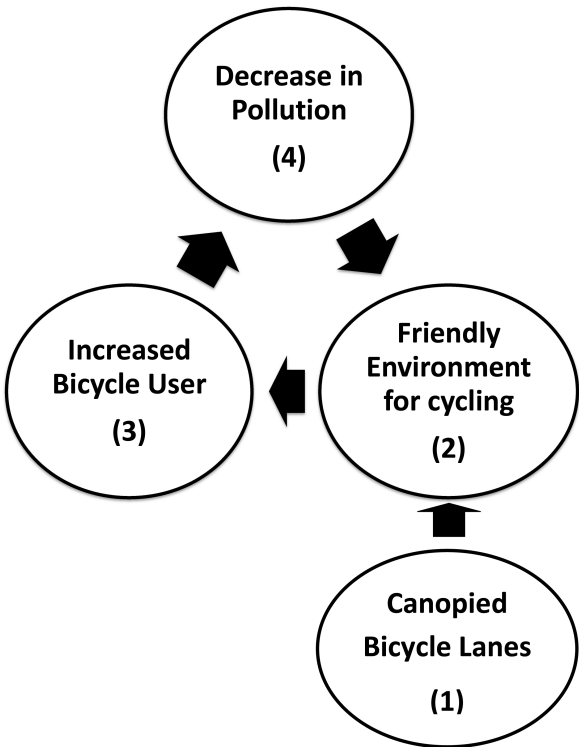 Decrease in
Pollution
(4)
Increased
Bicycle User
(3)
Friendly
Environment
for cycling
(2)
Canopied
Bicycle Lanes
(1)